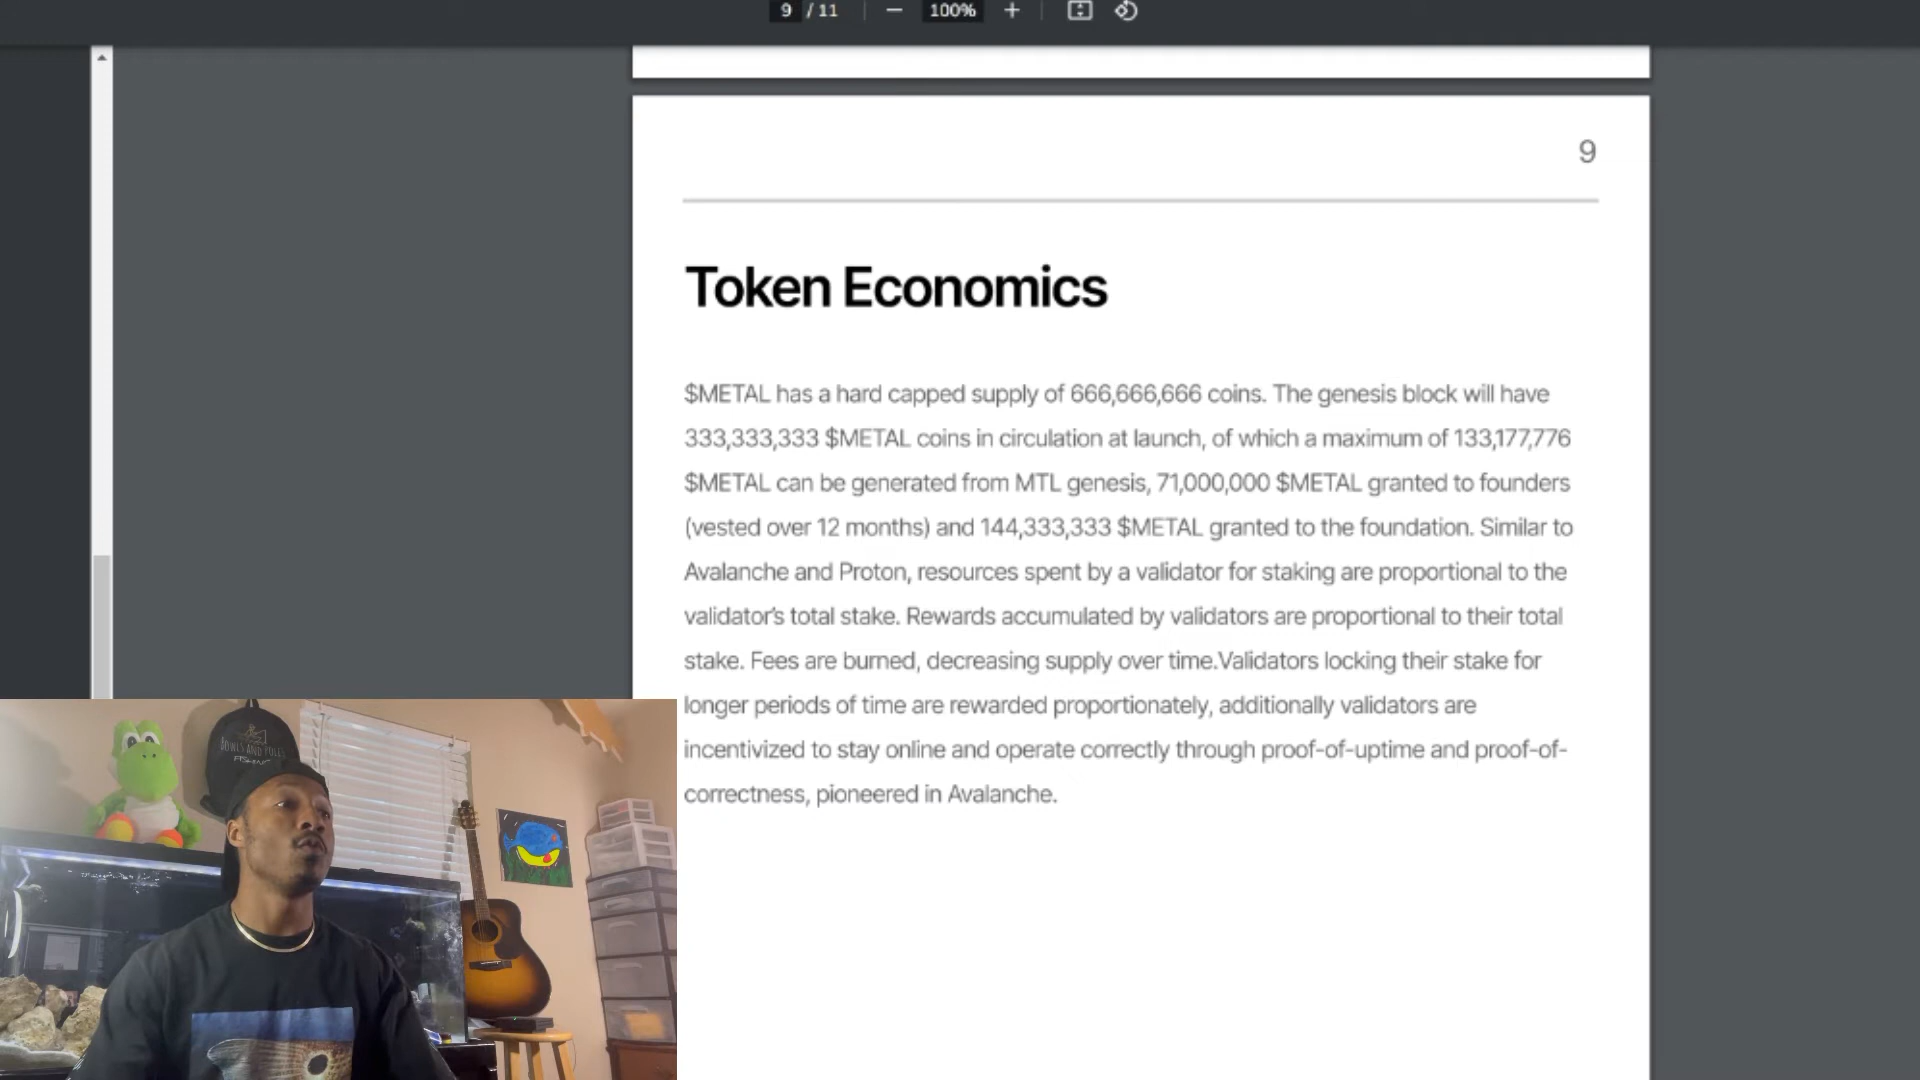 9 / 11
100%
9
Token Economics
$METAL has a hard capped supply of 666,666,666 coins. The genesis block will have
333,333,333 $METAL coins in circulation at launch, of which a maximum of 133,177,776
$METAL can be generated from MTL genesis, 71,000,000 $METAL granted to founders
(vested over 12 months) and 144,333,333 $METAL granted to the foundation. Similar to
Avalanche and Proton, resources spent by a validator for staking are proportional to the
validator's total stake. Rewards accumulated by validators are proportional to their total
stake. Fees are burned, decreasing supply over time.Validators locking their stake for
longer periods of time are rewarded proportionately, additionally validators are
incentivized to stay online and operate correctly through proof-of-uptime and proof-of-
correctness, pioneered in Avalanche.
BOWLS AND POLES